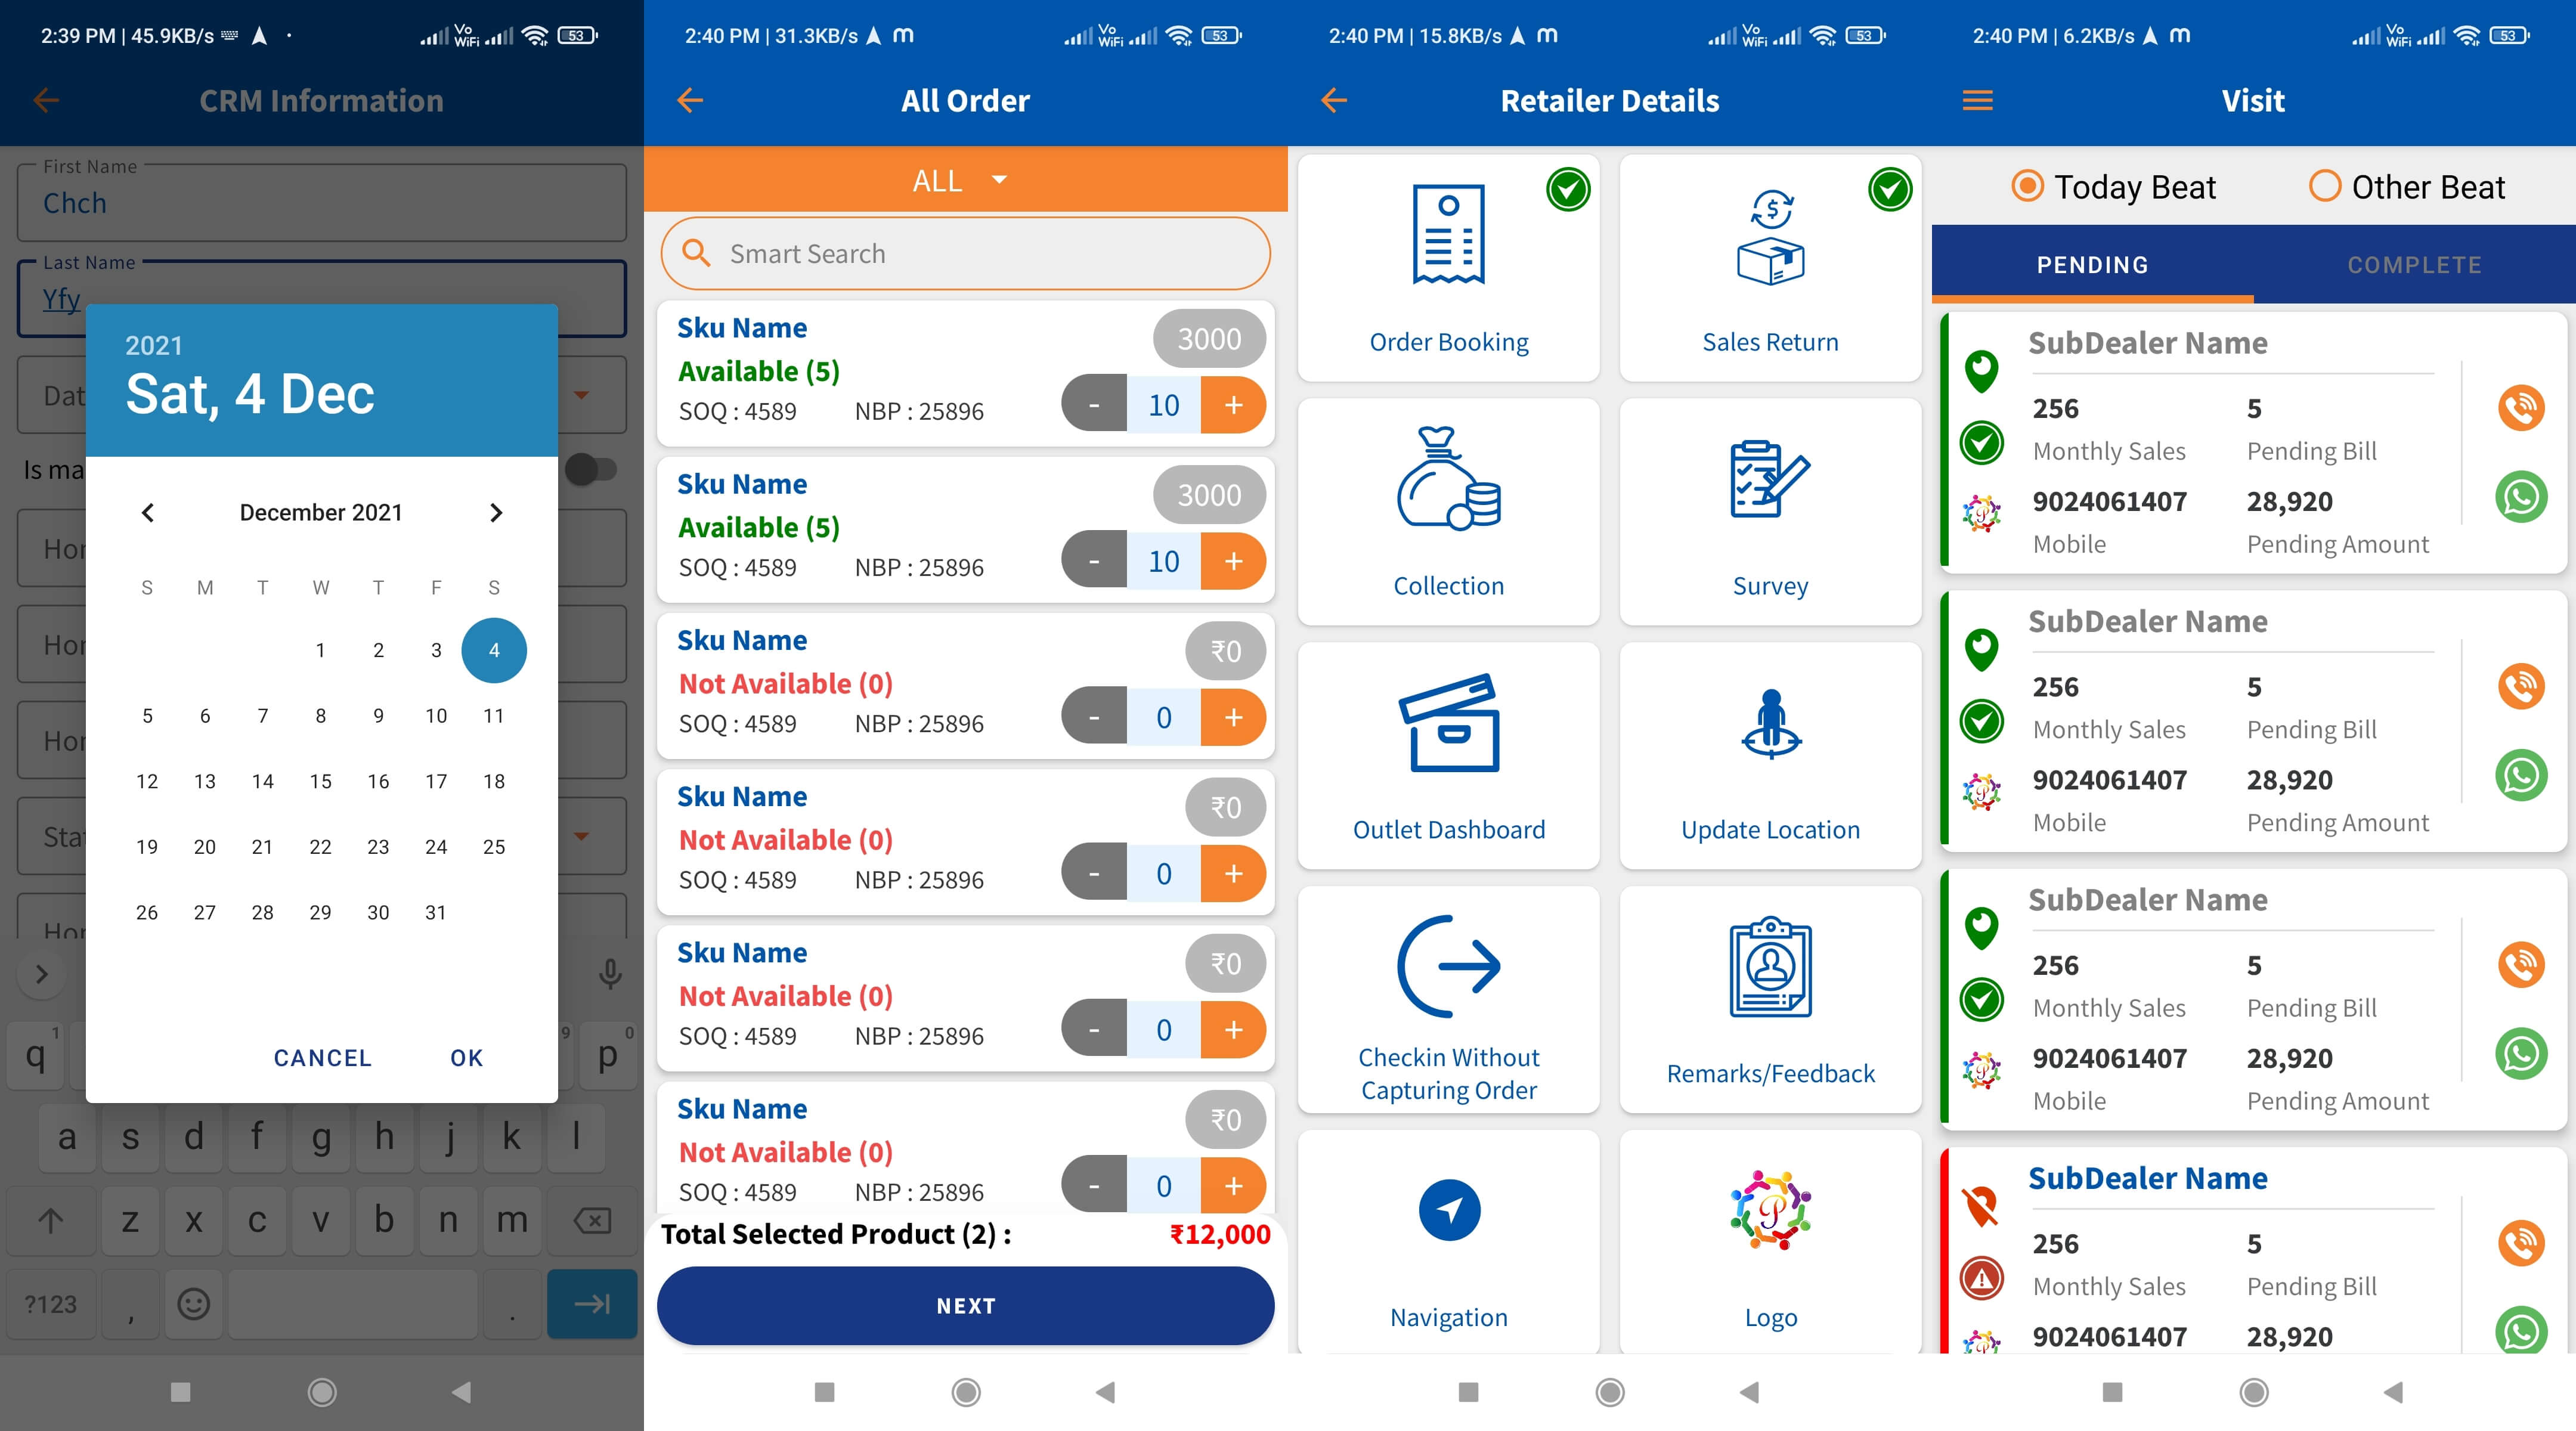 2:39 PM | 45.9KB/s
Vo WiFi
53
CRM Information
First Name
Chch
Last Name
Yfy
Dat
Is ma
Hor
Hor
Hor
Sta
Hor
2021
Sat, 4 Dec
December 2021
S M T W T F S
1 2 3 4
5 6 7 8 9 10 11
12 13 14 15 16 17 18
19 20 21 22 23 24 25
26 27 28 29 30 31
CANCEL OK
q 1 9 p 0
a s d f g h j k l
z x c v b n m
?123 , .
2:40 PM | 31.3KB/s
Vo WiFi
53
All Order
ALL
Smart Search
Sku Name
3000
Available (5)
SOQ : 4589 NBP : 25896
- 10 +
Sku Name
3000
Available (5)
SOQ : 4589 NBP : 25896
- 10 +
Sku Name
₹0
Not Available (0)
SOQ : 4589 NBP : 25896
- 0 +
Sku Name
₹0
Not Available (0)
SOQ : 4589 NBP : 25896
- 0 +
Sku Name
₹0
Not Available (0)
SOQ : 4589 NBP : 25896
- 0 +
Sku Name
₹0
Not Available (0)
SOQ : 4589 NBP : 25896
- 0 +
Total Selected Product (2) : ₹12,000
NEXT
2:40 PM | 15.8KB/s
Vo WiFi
53
Retailer Details
Order Booking
Sales Return
Collection
Survey
Outlet Dashboard
Update Location
Checkin Without
Capturing Order
Remarks/Feedback
Navigation
P
Logo
2:40 PM | 6.2KB/s
Vo WiFi
53
Visit
Today Beat Other Beat
PENDING COMPLETE
SubDealer Name
256 5
Monthly Sales Pending Bill
9024061407 28,920
Mobile Pending Amount
SubDealer Name
256 5
Monthly Sales Pending Bill
9024061407 28,920
Mobile Pending Amount
SubDealer Name
256 5
Monthly Sales Pending Bill
9024061407 28,920
Mobile Pending Amount
SubDealer Name
256 5
Monthly Sales Pending Bill
9024061407 28,920